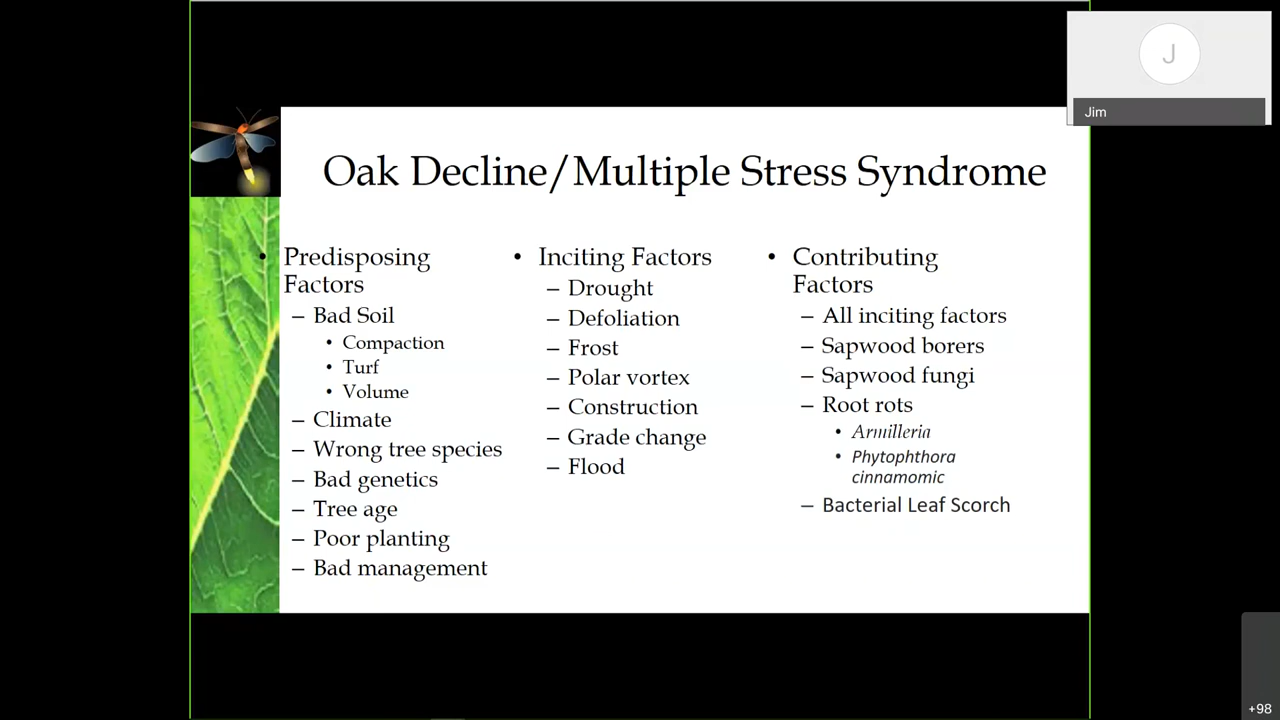 Oak Decline/Multiple Stress Syndrome
• Predisposing
Factors
– Bad Soil
• Compaction
• Turf
• Volume
– Climate
– Wrong tree species
– Bad genetics
– Tree age
– Poor planting
– Bad management
• Inciting Factors
– Drought
– Defoliation
– Frost
– Polar vortex
– Construction
– Grade change
– Flood
• Contributing
Factors
– All inciting factors
– Sapwood borers
– Sapwood fungi
– Root rots
• Armilleria
• Phytophthora
cinnamomic
– Bacterial Leaf Scorch
J
Jim
+98